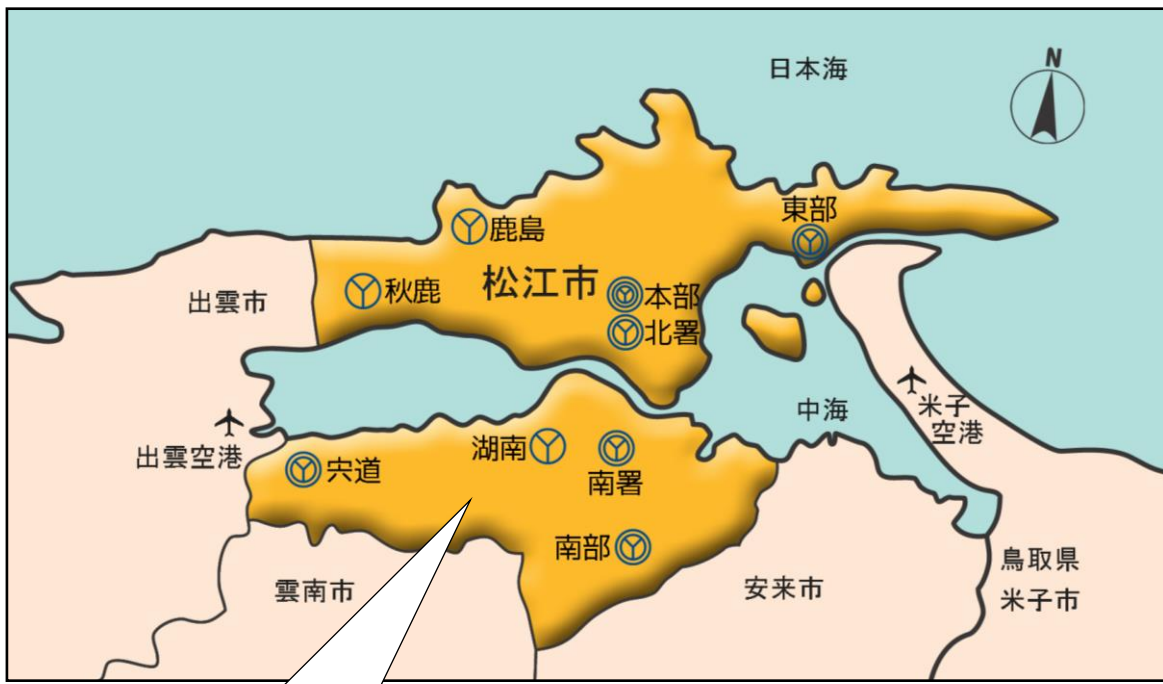 日本海
N
東部
鹿島
松江市
秋鹿
本部
出雲市
北署
中海
米子
空港
出雲空港
湖南
宍道
南署
南部
雲南市
安来市
鳥取県
米子市